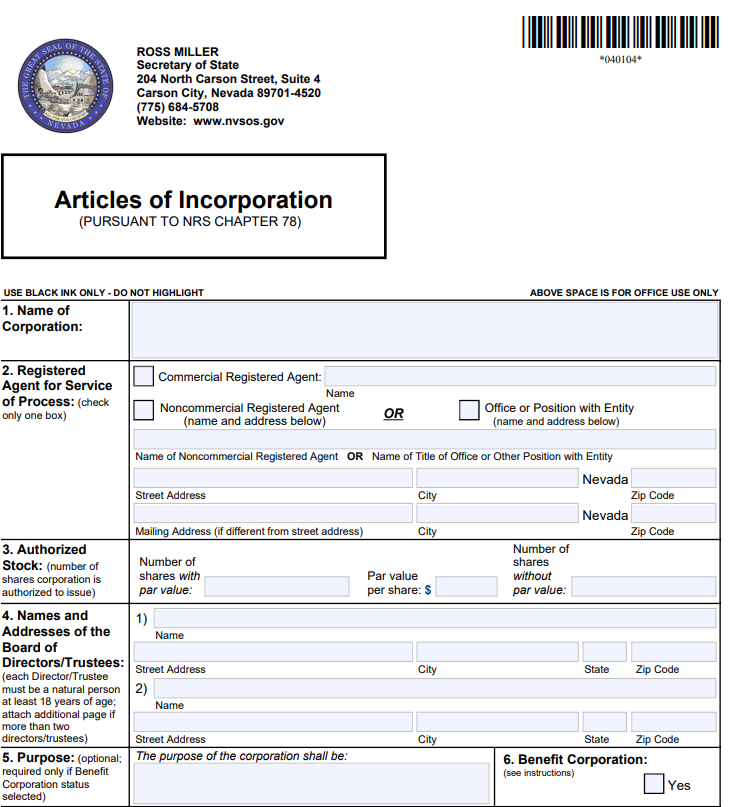 THE GREAT SEAL OF THE STATE OF
NEVADA
ALL FOR OUR COUNTRY
*040104*
ROSS MILLER
Secretary of State
204 North Carson Street, Suite 4
Carson City, Nevada 89701-4520
(775) 684-5708
Website: www.nvsos.gov
Articles of Incorporation
(PURSUANT TO NRS CHAPTER 78)
USE BLACK INK ONLY - DO NOT HIGHLIGHT
ABOVE SPACE IS FOR OFFICE USE ONLY
1. Name of
Corporation:
2. Registered
Agent for Service
of Process: (check
only one box)
Commercial Registered Agent:
Name
Noncommercial Registered Agent
(name and address below)
OR
Office or Position with Entity
(name and address below)
Name of Noncommercial Registered Agent OR Name of Title of Office or Other Position with Entity
Nevada
Street Address City Zip Code
Nevada
Mailing Address (if different from street address) City Zip Code
3. Authorized
Stock: (number of
shares corporation is
authorized to issue)
Number of
shares with
par value:
Par value
per share: $
Number of
shares
without
par value:
4. Names and
Addresses of the
Board of
Directors/Trustees:
(each Director/Trustee
must be a natural person
at least 18 years of age;
attach additional page if
more than two
directors/trustees)
1)
Name
Street Address City State Zip Code
2)
Name
Street Address City State Zip Code
5. Purpose: (optional;
required only if Benefit
Corporation status
selected)
The purpose of the corporation shall be:
6. Benefit Corporation:
(see instructions)
Yes